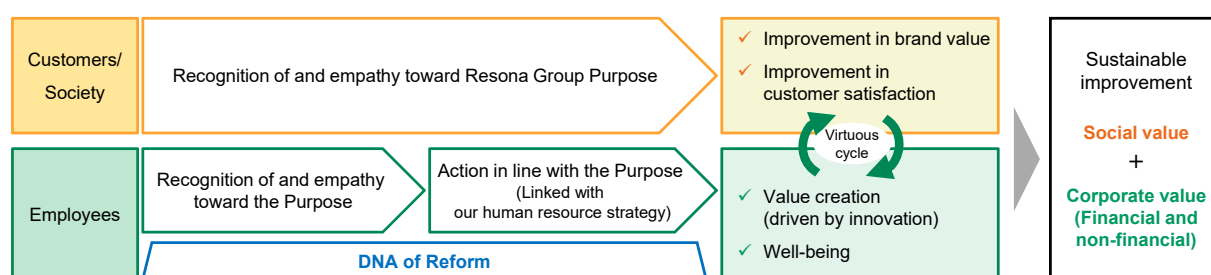 Customers/
Society
Recognition of and empathy toward Resona Group Purpose
✓ Improvement in brand value
✓ Improvement in
customer satisfaction
Virtuous
cycle
Employees
Recognition of and empathy
toward the Purpose
Action in line with the Purpose
(Linked with
our human resource strategy)
✓ Value creation
(driven by innovation)
✓ Well-being
DNA of Reform
Sustainable
improvement
Social value
+
Corporate value
(Financial and
non-financial)